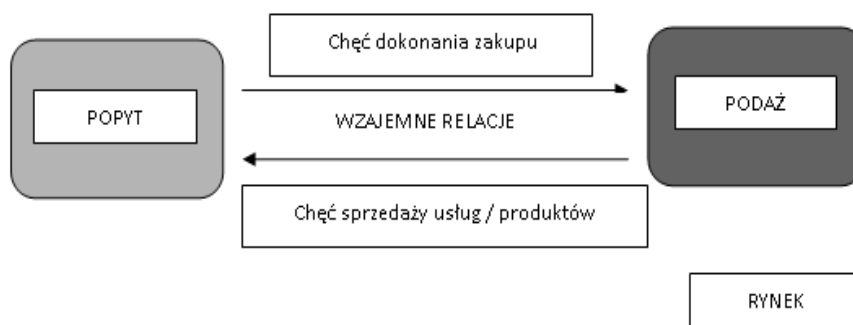 Chęć dokonania zakupu
POPYT
PODAŻ
WZAJEMNE RELACJE
Chęć sprzedaży usług / produktów
RYNEK